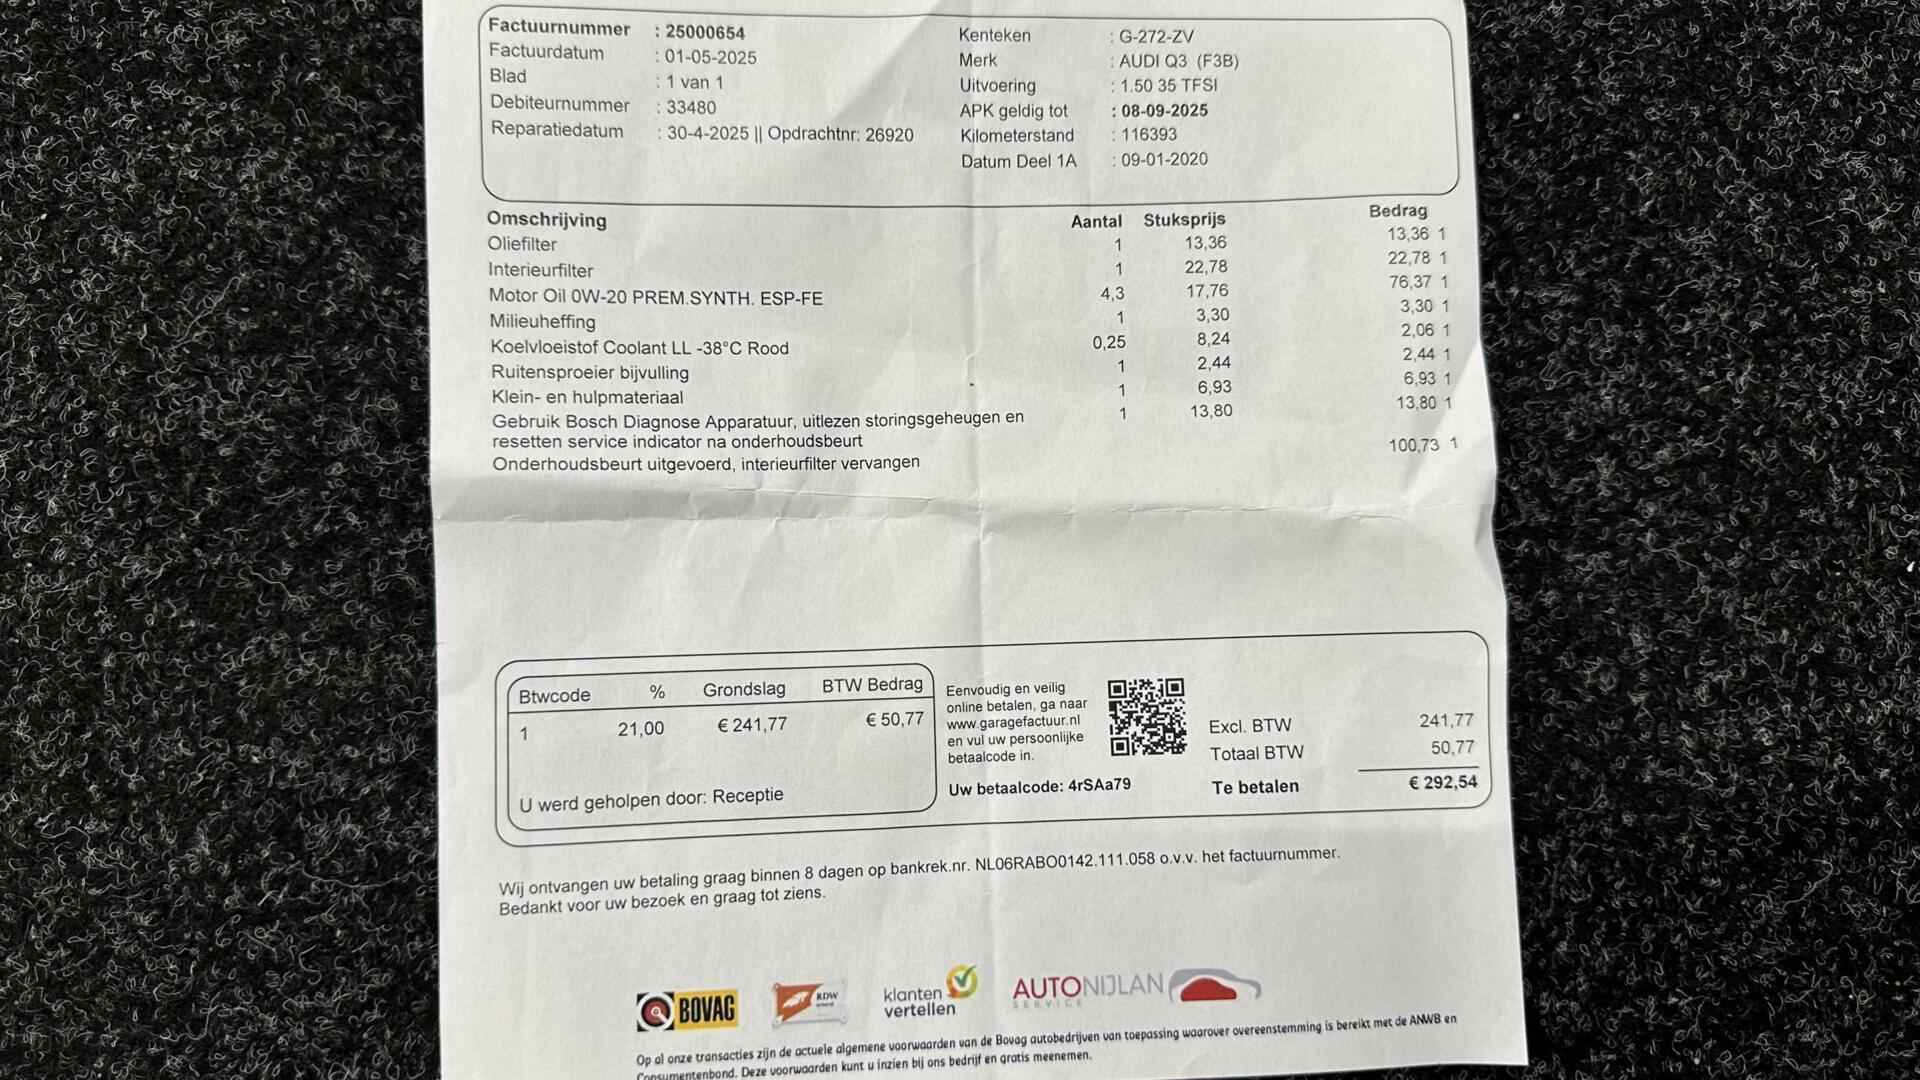 Factuurnummer : 25000654
Factuurdatum : 01-05-2025
Blad : 1 van 1
Debiteurnummer : 33480
Reparatiedatum : 30-4-2025 || Opdrachtnr: 26920
Kenteken : G-272-ZV
Merk : AUDI Q3 (F3B)
Uitvoering : 1.50 35 TFSI
APK geldig tot : 08-09-2025
Kilometerstand : 116393
Datum Deel 1A : 09-01-2020
Omschrijving Aantal Stuksprijs Bedrag
Oliefilter 1 13,36 13,36 1
Interieurfilter 1 22,78 22,78 1
Motor Oil 0W-20 PREM.SYNTH. ESP-FE 4,3 17,76 76,37 1
Milieuheffing 1 3,30 3,30 1
Koelvloeistof Coolant LL -38°C Rood 0,25 8,24 2,06 1
Ruitensproeier bijvulling 1 2,44 2,44 1
Klein- en hulpmateriaal 1 6,93 6,93 1
Gebruik Bosch Diagnose Apparatuur, uitlezen storingsgeheugen en 1 13,80 13,80 1
resetten service indicator na onderhoudsbeurt
Onderhoudsbeurt uitgevoerd, interieurfilter vervangen 100,73 1
Btwcode % Grondslag BTW Bedrag
1 21,00 € 241,77 € 50,77
U werd geholpen door: Receptie
Eenvoudig en veilig
online betalen, ga naar
www.garagefactuur.nl
en vul uw persoonlijke
betaalcode in.
Uw betaalcode: 4rSAa79
Excl. BTW 241,77
Totaal BTW 50,77
Te betalen € 292,54
Wij ontvangen uw betaling graag binnen 8 dagen op bankrek.nr. NL06RABO0142.111.058 o.v.v. het factuurnummer.
Bedankt voor uw bezoek en graag tot ziens.
BOVAG
RDW
klanten
vertellen
AUTONIJLAN
SERVICE
Op al onze transacties zijn de actuele algemene voorwaarden van de Bovag autobedrijven van toepassing waarover overeenstemming is bereikt met de ANWB en
Consumentenbond. Deze voorwaarden kunt u inzien bij ons bedrijf en gratis meenemen.